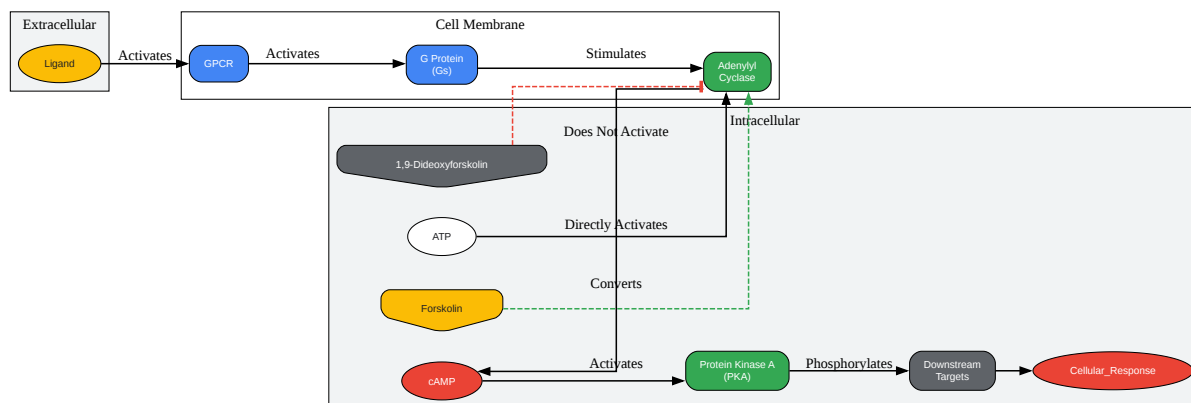 Extracellular
Cell Membrane
Ligand
Activates
GPCR
Activates
G Protein
(Gs)
Stimulates
Adenylyl
Cyclase
Intracellular
Does Not Activate
1,9-Dideoxyforskolin
ATP
Directly Activates
Converts
Forskolin
cAMP
Activates
Protein Kinase A
(PKA)
Phosphorylates
Downstream
Targets
Cellular_Response